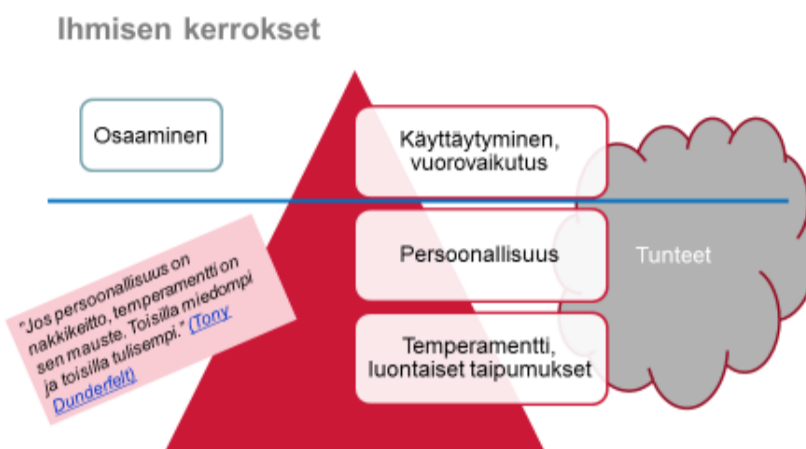 Ihmisen kerrokset
Osaaminen
Käyttäytyminen,
vuorovaikutus
Persoonallisuus
Tunteet
"Jos persoonallisuus on
nakkikeitto, temperamentti on
sen mauste. Toisilla miedompi
ja toisilla tulisempi." (Tony
Dunderfelt)
Temperamentti,
luontaiset taipumukset